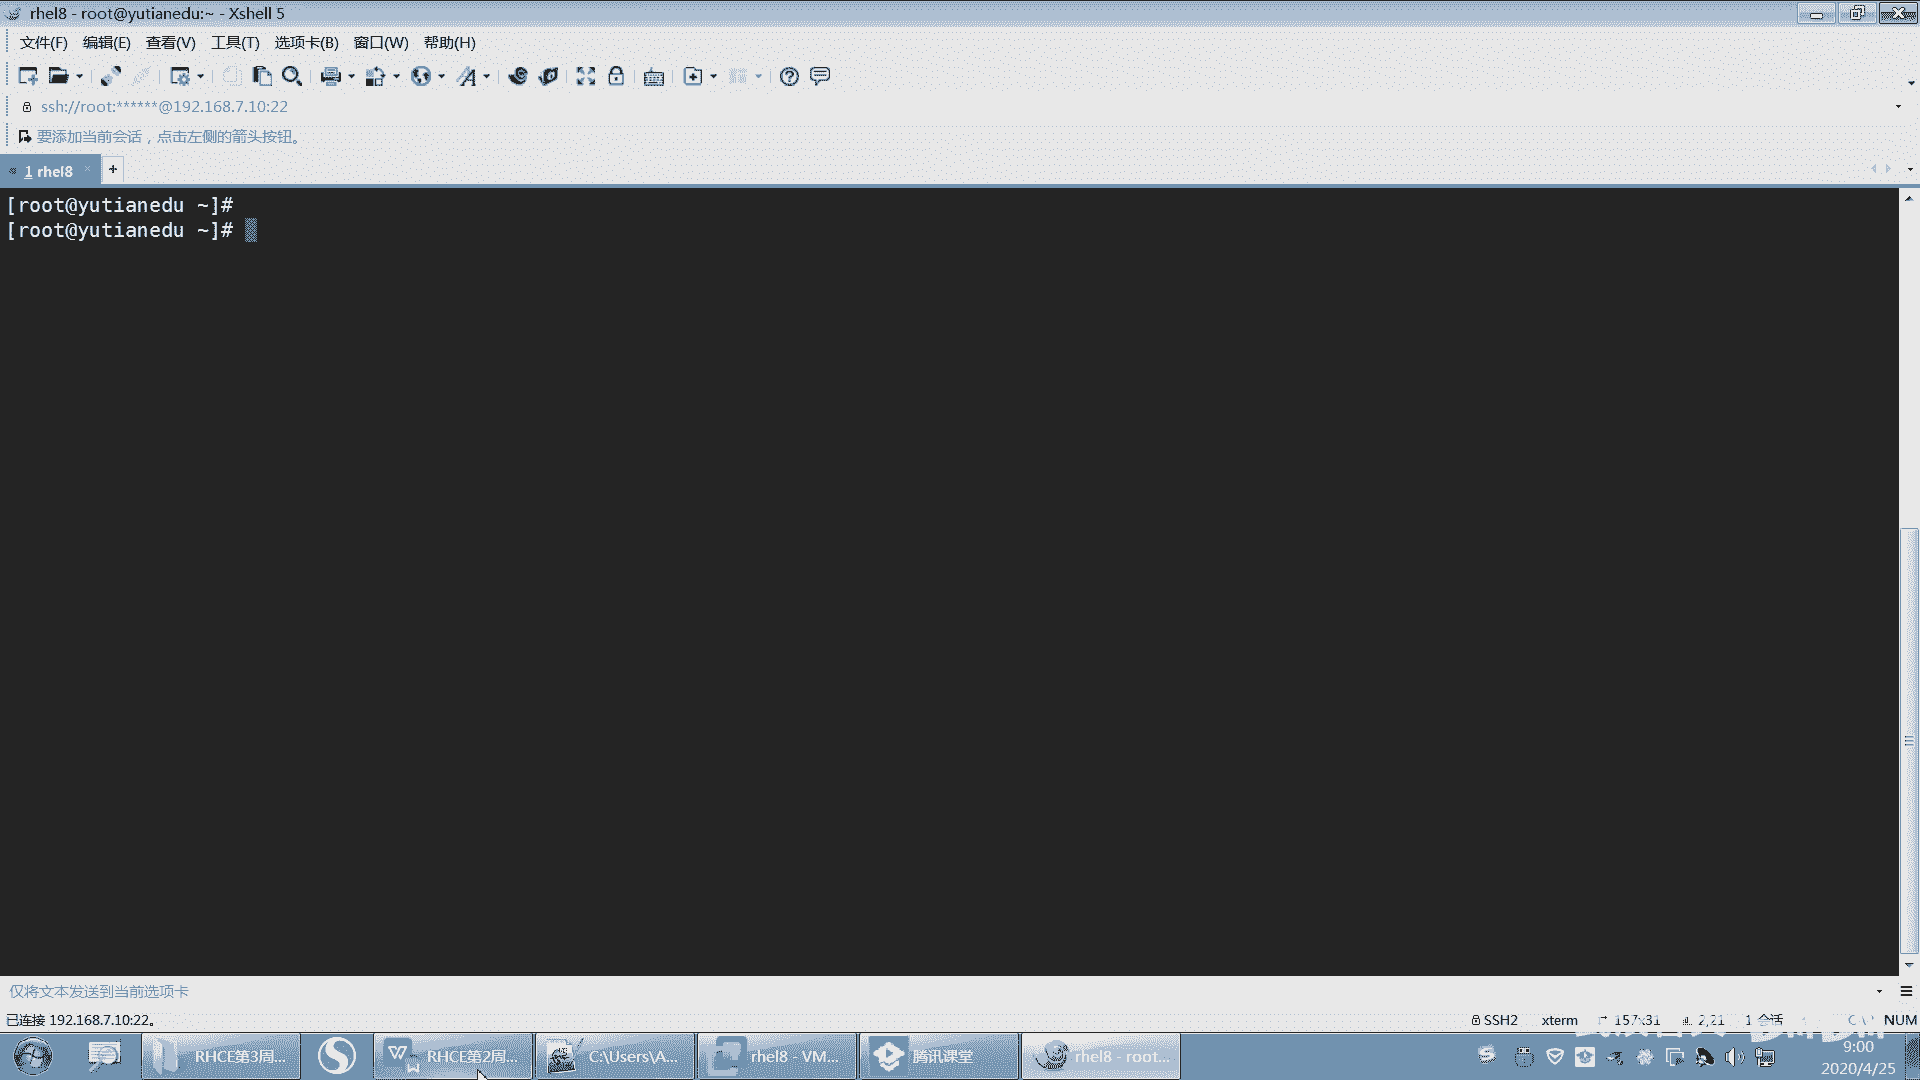 rhel8 - root@yutianedu:~ - Xshell 5
文件(F) 编辑(E) 查看(V) 工具(T) 选项卡(B) 窗口(W) 帮助(H)
ssh://root:******@192.168.7.10:22
要添加当前会话，点击左侧的箭头按钮。
1 rhel8
[root@yutianedu ~]#
[root@yutianedu ~]#
仅将文本发送到当前选项卡
已连接 192.168.7.10:22。 SSH2 xterm 157x31 2,21 1 会话 NUM
RHCE第3周... RHCE第2周... C:\Users\A... rhel8 - VM... 腾讯课堂 rhel8 - root... 9:00
2020/4/25